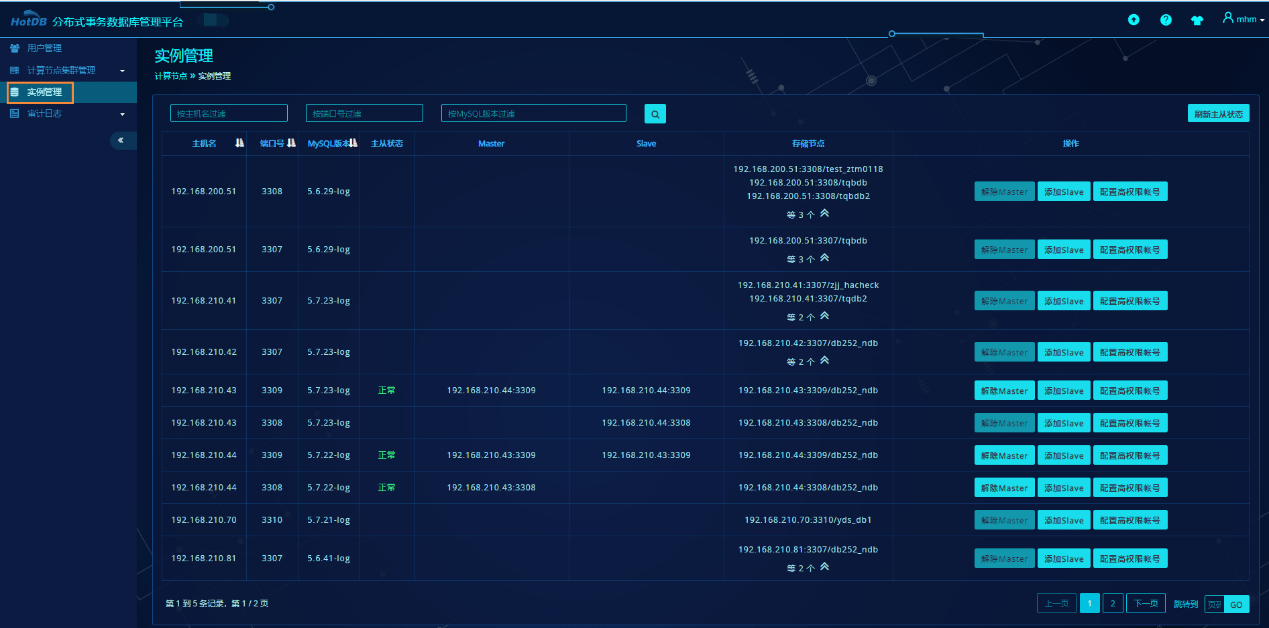 HotDB 分布式事务数据库管理平台
mhm
用户管理
计算节点集群管理
实例管理
审计日志
实例管理
计算节点 » 实例管理
按主机名过滤 按端口号过滤 按MySQL版本过滤 刷新主从状态
主机名 端口号 MySQL版本 主从状态 Master Slave 存储节点 操作
192.168.200.51:3308/test_ztm0118
192.168.200.51:3308/tqbdb
192.168.200.51 3308 5.6.29-log 解除Master 添加Slave 配置高权限帐号
192.168.200.51:3308/tqbdb2
等 3 个
192.168.200.51:3307/tqbdb
192.168.200.51 3307 5.6.29-log 解除Master 添加Slave 配置高权限帐号
等 3 个
192.168.210.41:3307/zjj_hacheck
192.168.210.41 3307 5.7.23-log 解除Master 添加Slave 配置高权限帐号
192.168.210.41:3307/tqdb2
等 2 个
192.168.210.42:3307/db252_ndb
192.168.210.42 3307 5.7.23-log 解除Master 添加Slave 配置高权限帐号
等 2 个
192.168.210.43 3309 5.7.23-log 正常 192.168.210.44:3309 192.168.210.44:3309 192.168.210.43:3309/db252_ndb 解除Master 添加Slave 配置高权限帐号
192.168.210.43 3308 5.7.23-log 192.168.210.44:3308 192.168.210.43:3308/db252_ndb 解除Master 添加Slave 配置高权限帐号
192.168.210.44 3309 5.7.22-log 正常 192.168.210.43:3309 192.168.210.43:3309 192.168.210.44:3309/db252_ndb 解除Master 添加Slave 配置高权限帐号
192.168.210.44 3308 5.7.22-log 正常 192.168.210.43:3308 192.168.210.44:3308/db252_ndb 解除Master 添加Slave 配置高权限帐号
192.168.210.70 3310 5.7.21-log 192.168.210.70:3310/yds_db1 解除Master 添加Slave 配置高权限帐号
192.168.210.81:3307/db252_ndb
192.168.210.81 3307 5.6.41-log 解除Master 添加Slave 配置高权限帐号
等 2 个
第 1 到 5 条记录，第 1 / 2 页 上一页 1 2 下一页 跳转到 GO